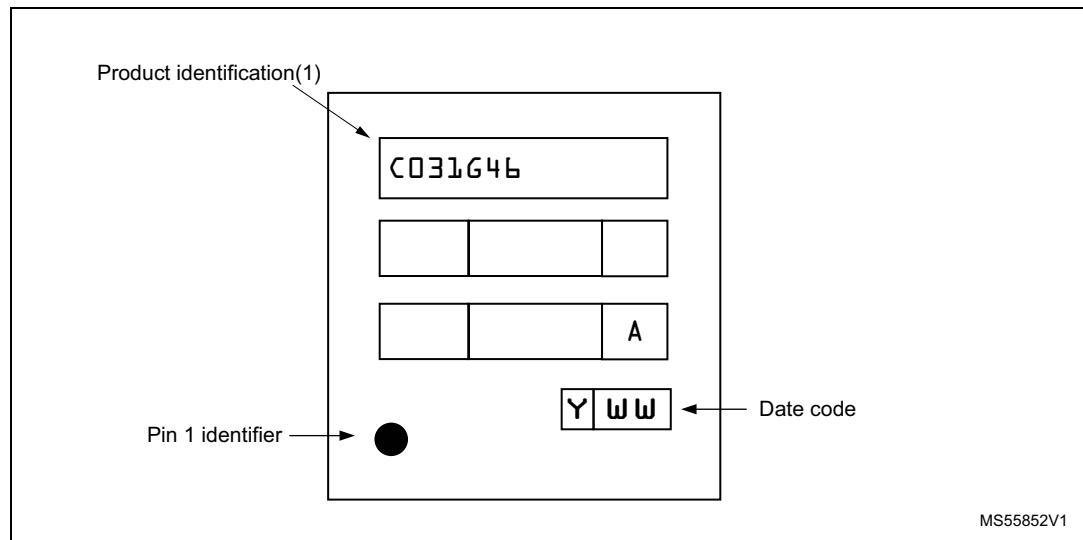 Product identification(1)
C031G46
A
Y WW
Date code
Pin 1 identifier
MS55852V1